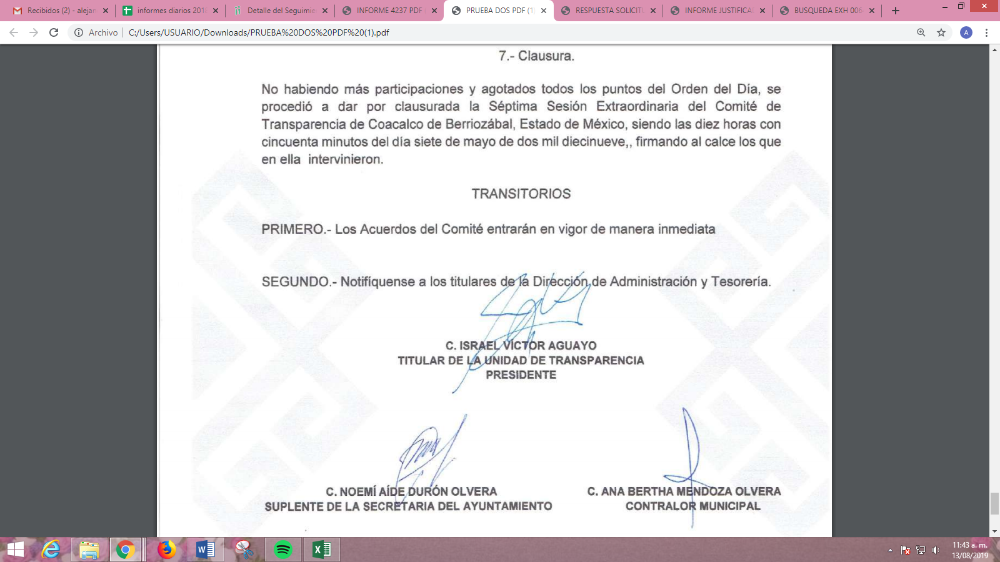 Recibidos (2) - alejan
informes diarios 2018
Detalle del Seguimie
INFORME 4237 PDF
PRUEBA DOS PDF (1)
RESPUESTA SOLICITU
INFORME JUSTIFICA
BUSQUEDA EXH 006
Archivo
C:/Users/USUARIO/Downloads/PRUEBA%20DOS%20PDF%20(1).pdf
A
7.- Clausura.
No habiendo más participaciones y agotados todos los puntos del Orden del Día, se
procedió a dar por clausurada la Séptima Sesión Extraordinaria del Comité de
Transparencia de Coacalco de Berriozábal, Estado de México, siendo las diez horas con
cincuenta minutos del día siete de mayo de dos mil diecinueve,, firmando al calce los que
en ella intervinieron.
TRANSITORIOS
PRIMERO.- Los Acuerdos del Comité entrarán en vigor de manera inmediata
SEGUNDO.- Notifíquense a los titulares de la Dirección de Administración y Tesorería.
C. ISRAEL VÍCTOR AGUAYO
TITULAR DE LA UNIDAD DE TRANSPARENCIA
PRESIDENTE
C. NOEMÍ AÍDE DURÓN OLVERA
SUPLENTE DE LA SECRETARIA DEL AYUNTAMIENTO
C. ANA BERTHA MENDOZA OLVERA
CONTRALOR MUNICIPAL
11:43 a. m.
13/08/2019